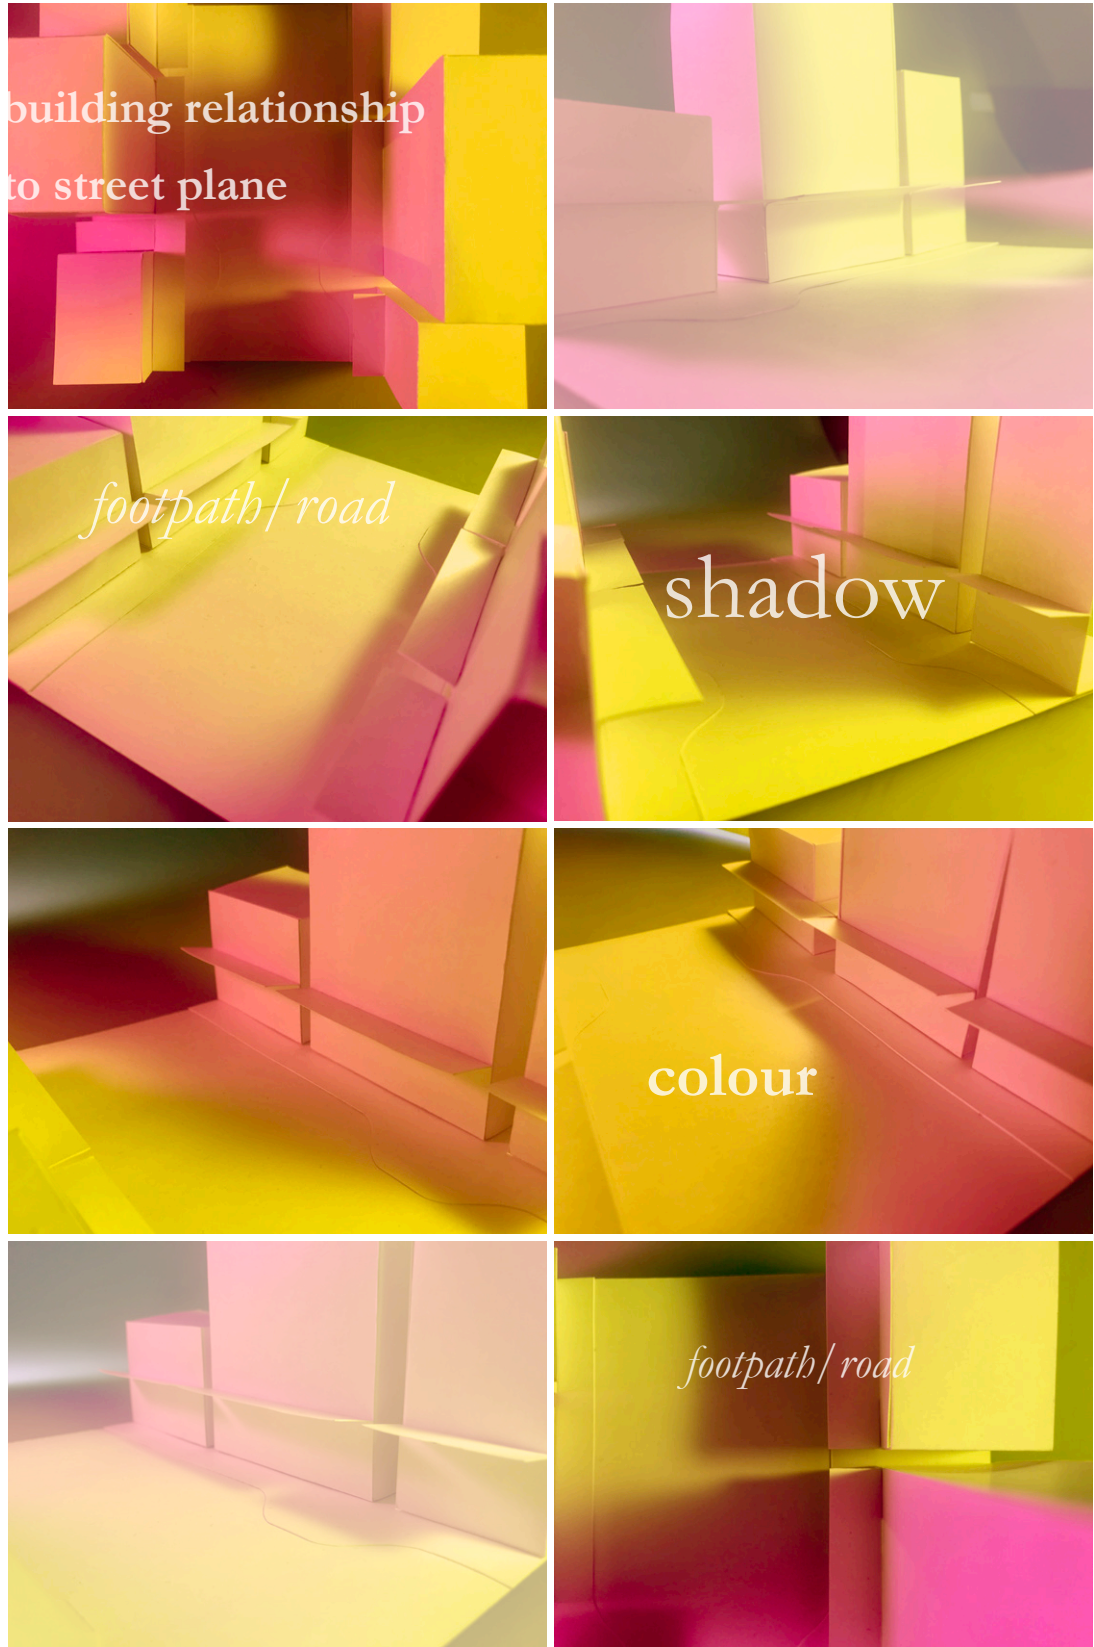 building relationship
to street plane
footpath/ road
shadow
colour
footpath/ road